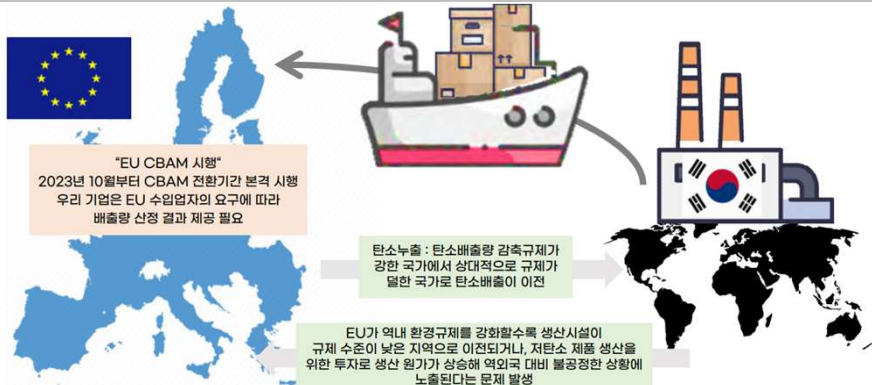 “EU CBAM 시행“
2023년 10월부터 CBAM 전환기간 본격 시행
우리 기업은 EU 수입업자의 요구에 따라
배출량 산정 결과 제공 필요
탄소누출 : 탄소배출량 감축규제가
강한 국가에서 상대적으로 규제가
덜한 국가로 탄소배출이 이전
EU가 역내 환경규제를 강화할수록 생산시설이
규제 수준이 낮은 지역으로 이전되거나, 저탄소 제품 생산을
위한 투자로 생산 원가가 상승해 역외국 대비 불공정한 상황에
노출된다는 문제 발생